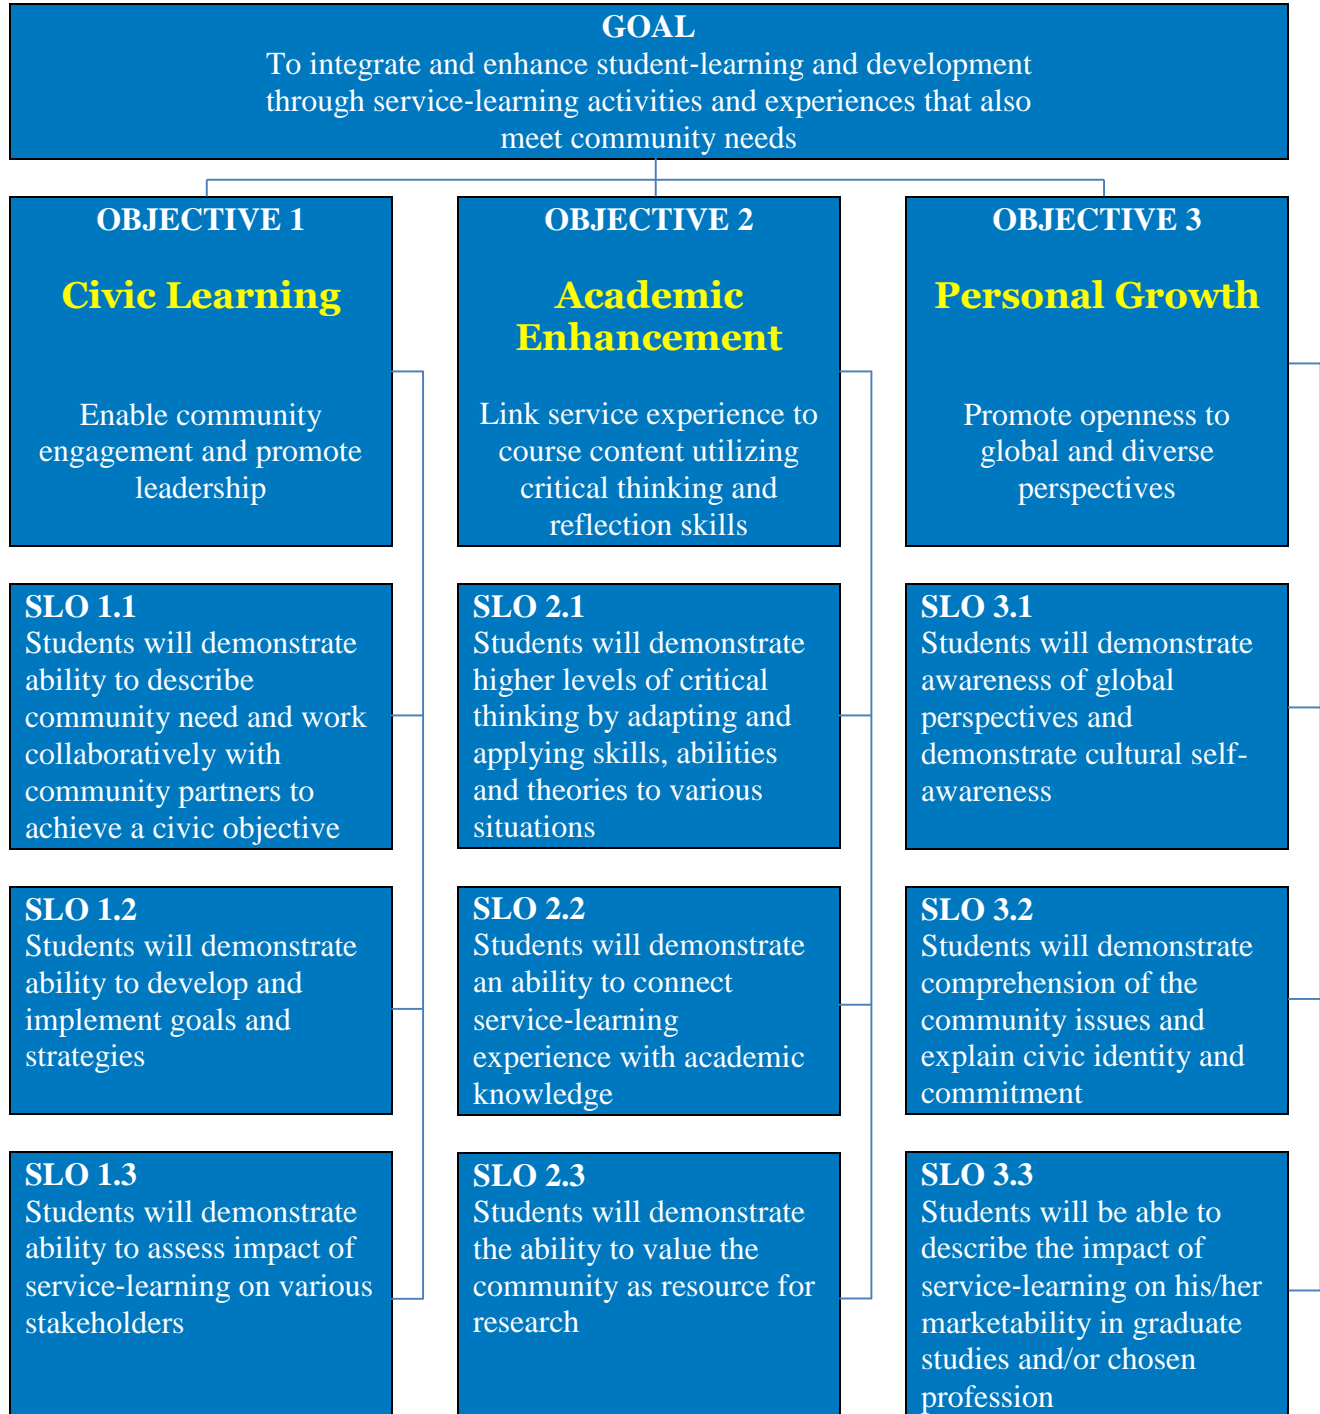 GOAL
To integrate and enhance student-learning and development
through service-learning activities and experiences that also
meet community needs
OBJECTIVE 1
Civic Learning
Enable community
engagement and promote
leadership
OBJECTIVE 2
Academic
Enhancement
Link service experience to
course content utilizing
critical thinking and
reflection skills
OBJECTIVE 3
Personal Growth
Promote openness to
global and diverse
perspectives
SLO 1.1
Students will demonstrate
ability to describe
community need and work
collaboratively with
community partners to
achieve a civic objective
SLO 2.1
Students will demonstrate
higher levels of critical
thinking by adapting and
applying skills, abilities
and theories to various
situations
SLO 3.1
Students will demonstrate
awareness of global
perspectives and
demonstrate cultural self-
awareness
SLO 1.2
Students will demonstrate
ability to develop and
implement goals and
strategies
SLO 2.2
Students will demonstrate
an ability to connect
service-learning
experience with academic
knowledge
SLO 3.2
Students will demonstrate
comprehension of the
community issues and
explain civic identity and
commitment
SLO 1.3
Students will demonstrate
ability to assess impact of
service-learning on various
stakeholders
SLO 2.3
Students will demonstrate
the ability to value the
community as resource for
research
SLO 3.3
Students will be able to
describe the impact of
service-learning on his/her
marketability in graduate
studies and/or chosen
profession